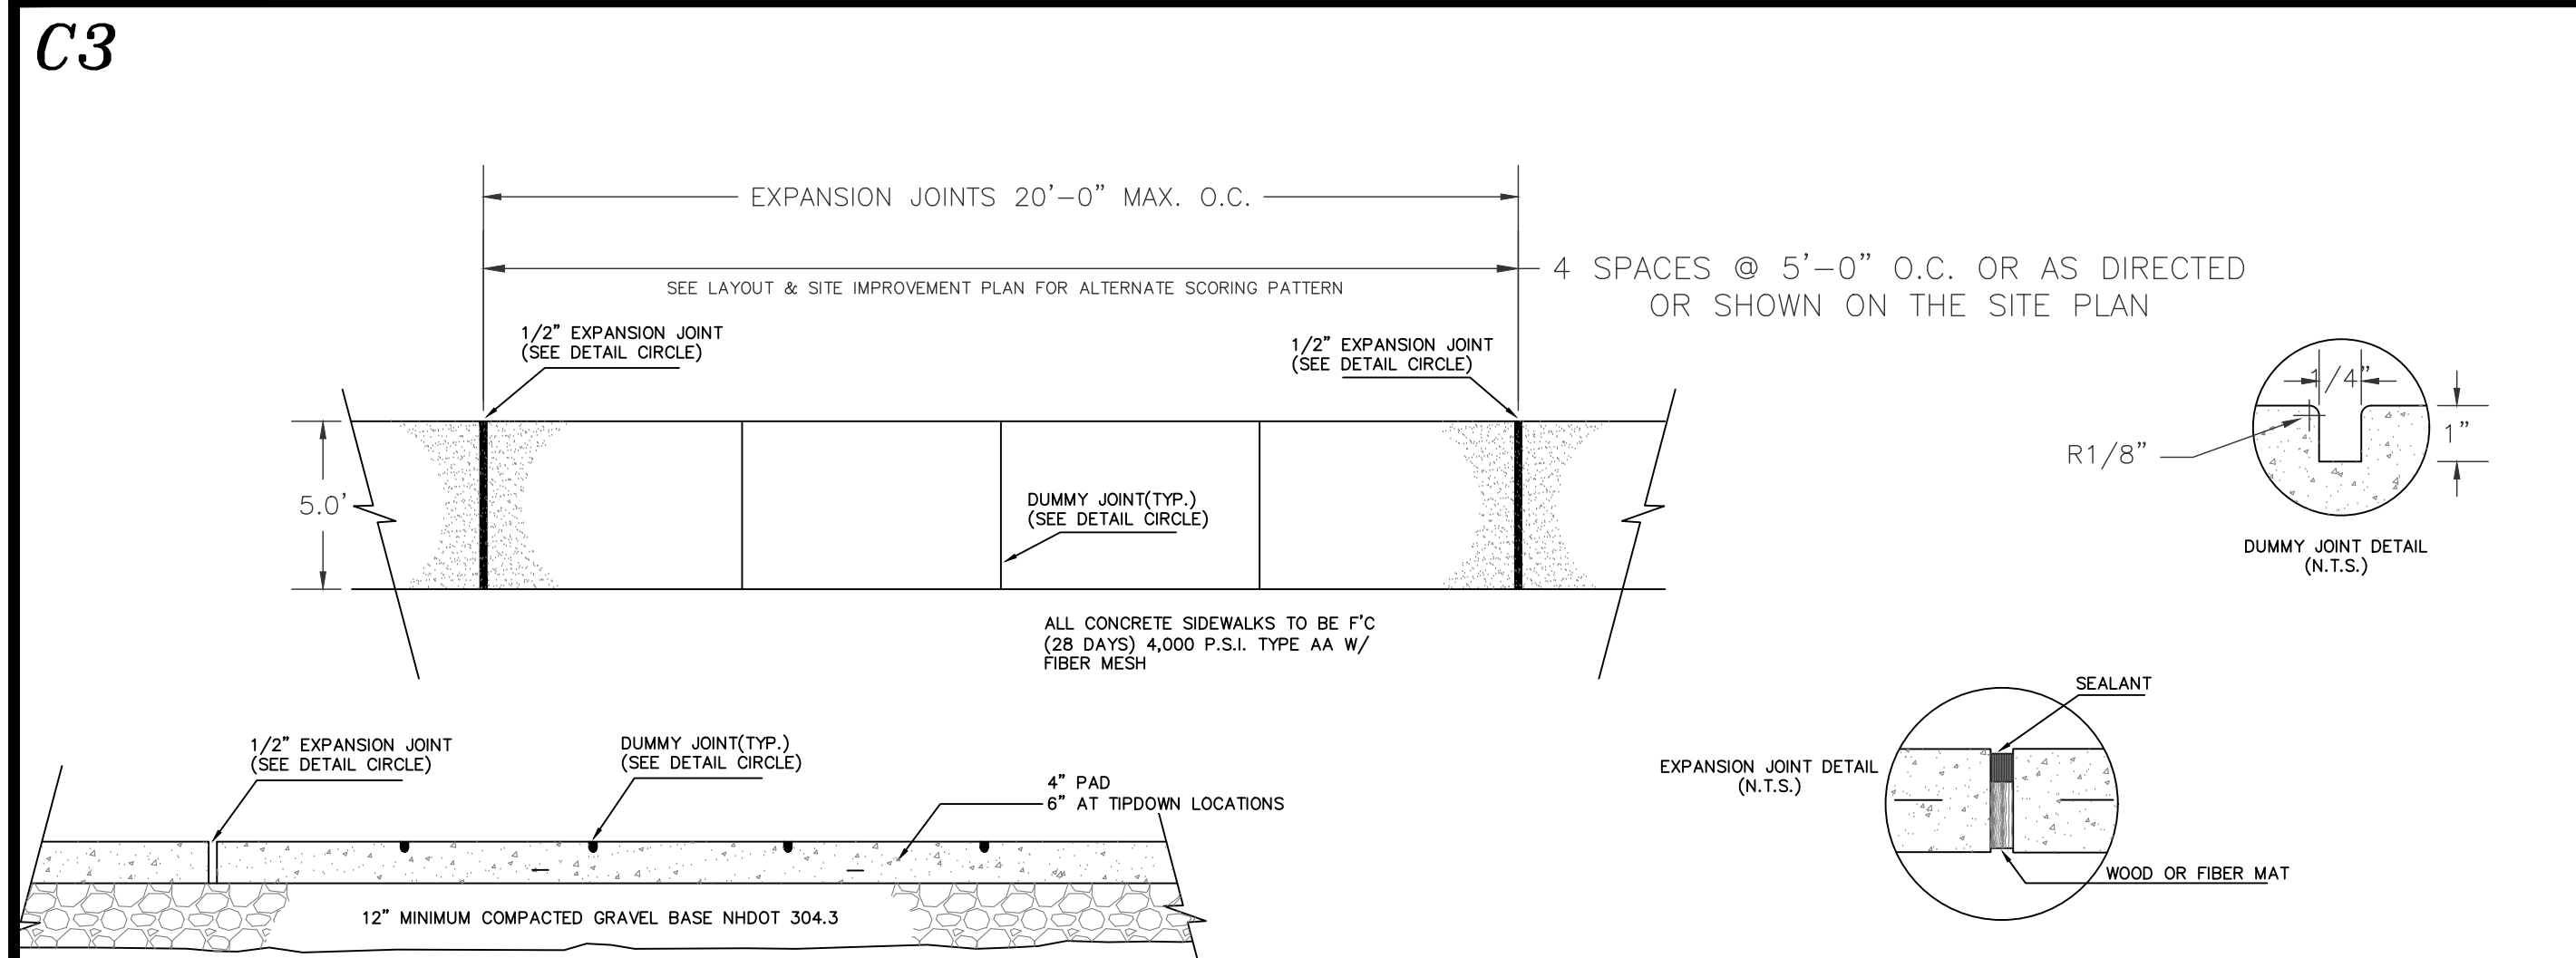 C3
EXPANSION JOINTS 20'-0" MAX. O.C.
4 SPACES @ 5'-0" O.C. OR AS DIRECTED
OR SHOWN ON THE SITE PLAN
SEE LAYOUT & SITE IMPROVEMENT PLAN FOR ALTERNATE SCORING PATTERN
1/2" EXPANSION JOINT
(SEE DETAIL CIRCLE)
1/2" EXPANSION JOINT
(SEE DETAIL CIRCLE)
1/4"
1"
R1/8"
5.0'
DUMMY JOINT(TYP.)
(SEE DETAIL CIRCLE)
DUMMY JOINT DETAIL
(N.T.S.)
ALL CONCRETE SIDEWALKS TO BE F'C
(28 DAYS) 4,000 P.S.I. TYPE AA W/
FIBER MESH
SEALANT
1/2" EXPANSION JOINT
(SEE DETAIL CIRCLE)
DUMMY JOINT(TYP.)
(SEE DETAIL CIRCLE)
4" PAD
6" AT TIPDOWN LOCATIONS
EXPANSION JOINT DETAIL
(N.T.S.)
WOOD OR FIBER MAT
12" MINIMUM COMPACTED GRAVEL BASE NHDOT 304.3